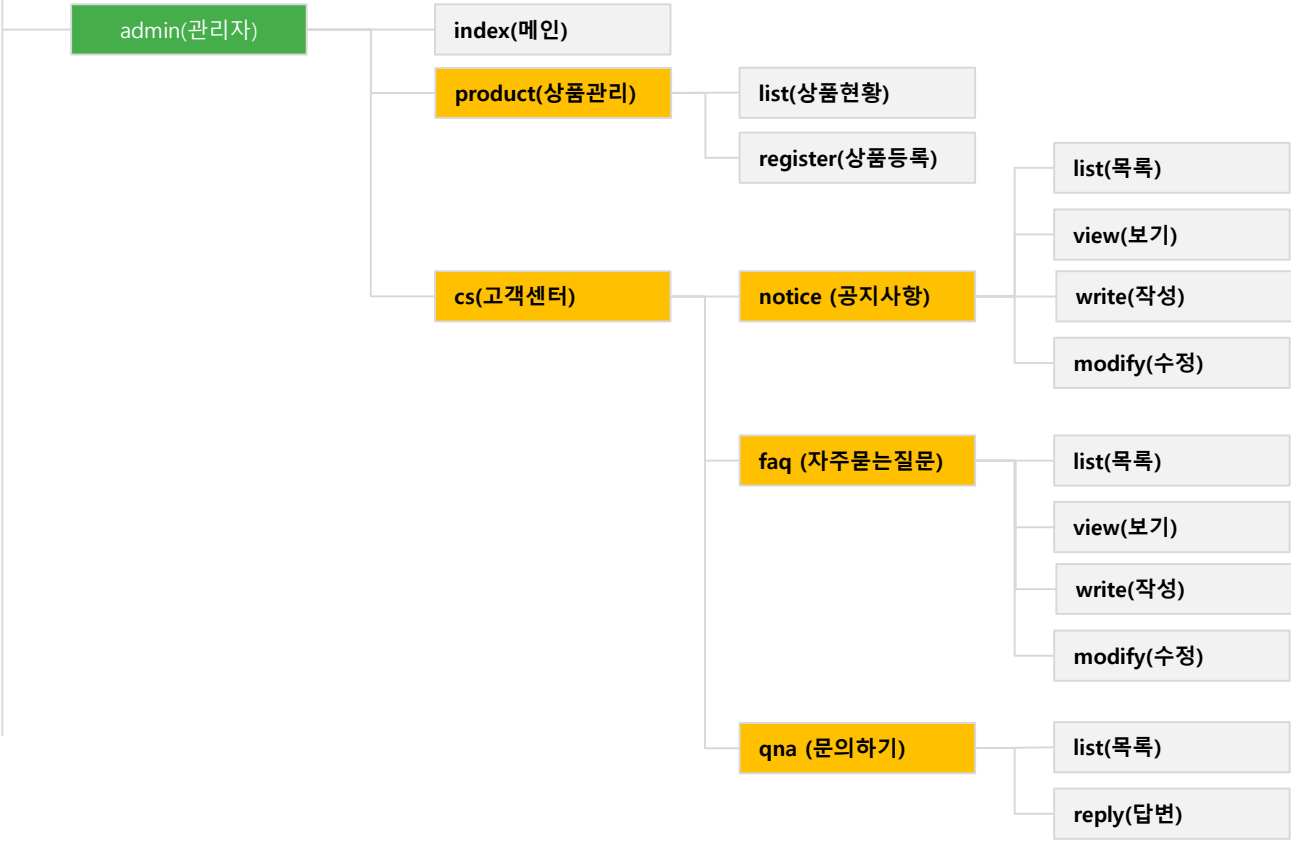 admin(관리자)
index(메인)
product(상품관리)
list(상품현황)
register(상품등록)
cs(고객센터)
notice (공지사항)
list(목록)
view(보기)
write(작성)
modify(수정)
faq (자주묻는질문)
list(목록)
view(보기)
write(작성)
modify(수정)
qna (문의하기)
list(목록)
reply(답변)